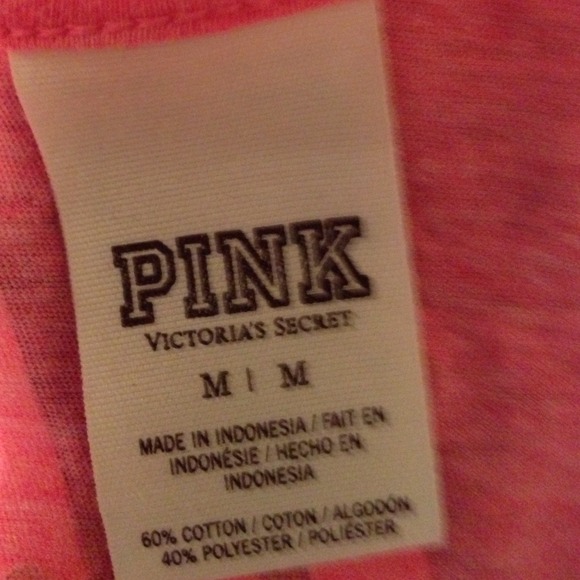 PINK
VICTORIA'S SECRET
M | M
MADE IN INDONESIA / FAIT EN
INDONÉSIE / HECHO EN
INDONESIA
60% COTTON / COTON / ALGODÓN
40% POLYESTER / POLIÉSTER